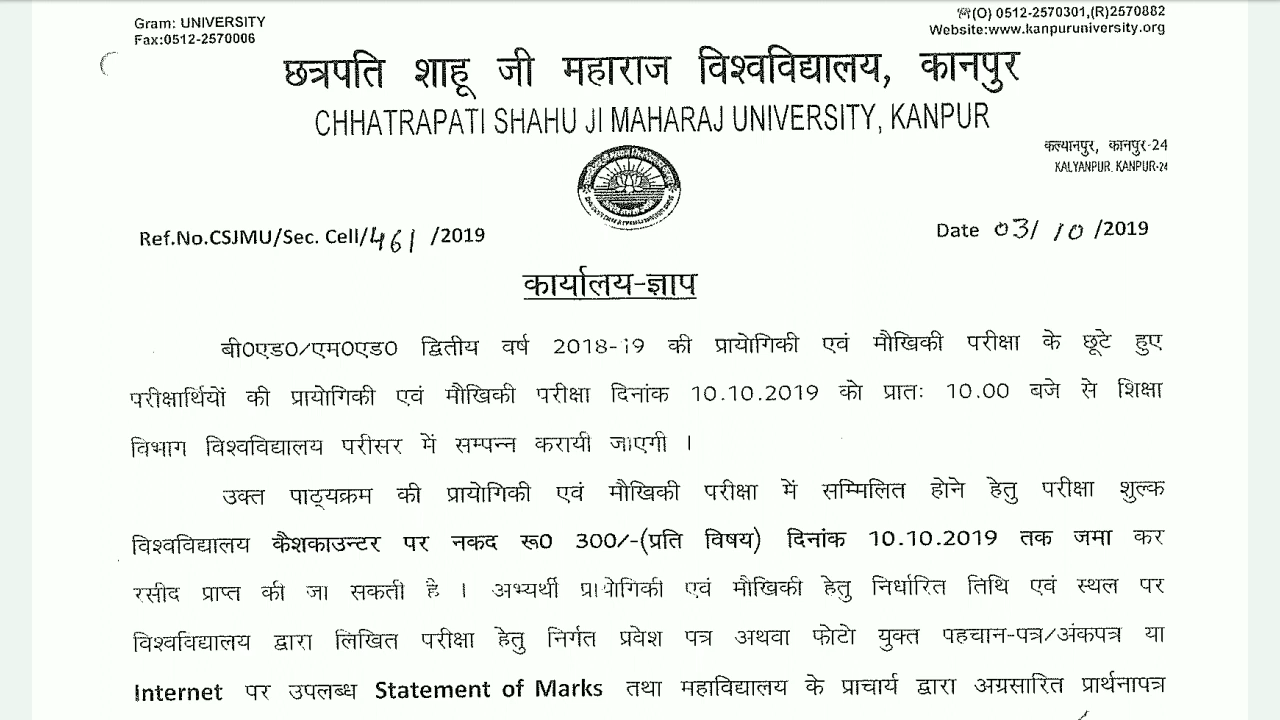 Gram: UNIVERSITY
Fax:0512-2570006
☎(O) 0512-2570301,(R)2570882
Website:www.kanpuruniversity.org
छत्रपति शाहू जी महाराज विश्वविद्यालय, कानपुर
CHHATRAPATI SHAHU JI MAHARAJ UNIVERSITY, KANPUR
कल्यानपुर, कानपुर-24
KALYANPUR, KANPUR-24
Ref.No.CSJMU/Sec. Cell/461 /2019
Date 03/ 10 /2019
कार्यालय-ज्ञाप
बी0एड0/एम0एड0 द्वितीय वर्ष 2018-19 की प्रायोगिकी एवं मौखिकी परीक्षा के छूटे हुए
परीक्षार्थियों की प्रायोगिकी एवं मौखिकी परीक्षा दिनांक 10.10.2019 को प्रातः 10.00 बजे से शिक्षा
विभाग विश्वविद्यालय परीसर में सम्पन्न करायी जाएगी ।
उक्त पाठ्यक्रम की प्रायोगिकी एवं मौखिकी परीक्षा में सम्मिलित होने हेतु परीक्षा शुल्क
विश्वविद्यालय कैशकाउन्टर पर नकद रू0 300/-(प्रति विषय) दिनांक 10.10.2019 तक जमा कर
रसीद प्राप्त की जा सकती है । अभ्यर्थी प्रायोगिकी एवं मौखिकी हेतु निर्धारित तिथि एवं स्थल पर
विश्वविद्यालय द्वारा लिखित परीक्षा हेतु निर्गत प्रवेश पत्र अथवा फोटो युक्त पहचान-पत्र/अंकपत्र या
Internet पर उपलब्ध Statement of Marks तथा महाविद्यालय के प्राचार्य द्वारा अग्रसारित प्रार्थनापत्र